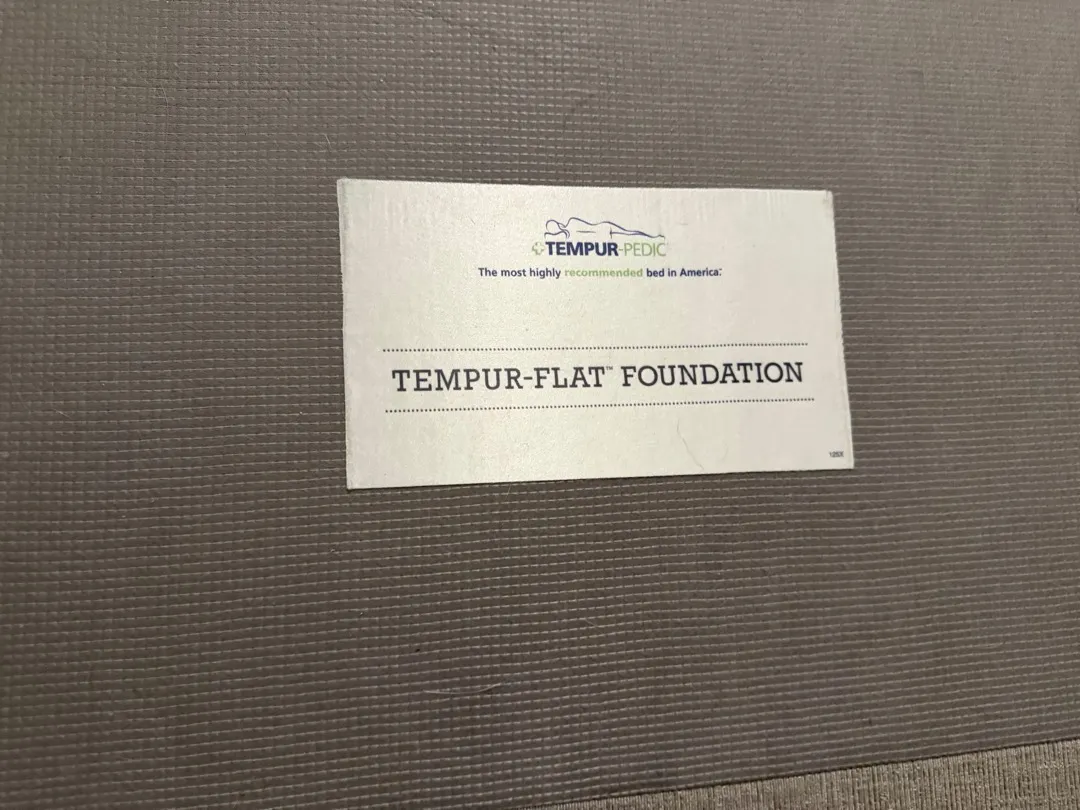 TEMPUR-PEDIC
The most highly recommended bed in America.
TEMPUR-FLAT™ FOUNDATION